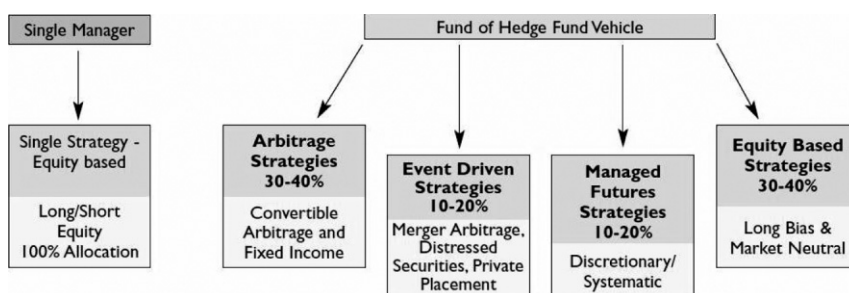 Single Manager
Fund of Hedge Fund Vehicle
Single Strategy -
Equity based
Long/Short
Equity
100% Allocation
Arbitrage
Strategies
30-40%
Convertible
Arbitrage and
Fixed Income
Event Driven
Strategies
10-20%
Merger Arbitrage,
Distressed
Securities, Private
Placement
Managed
Futures
Strategies
10-20%
Discretionary/
Systematic
Equity Based
Strategies
30-40%
Long Bias &
Market Neutral